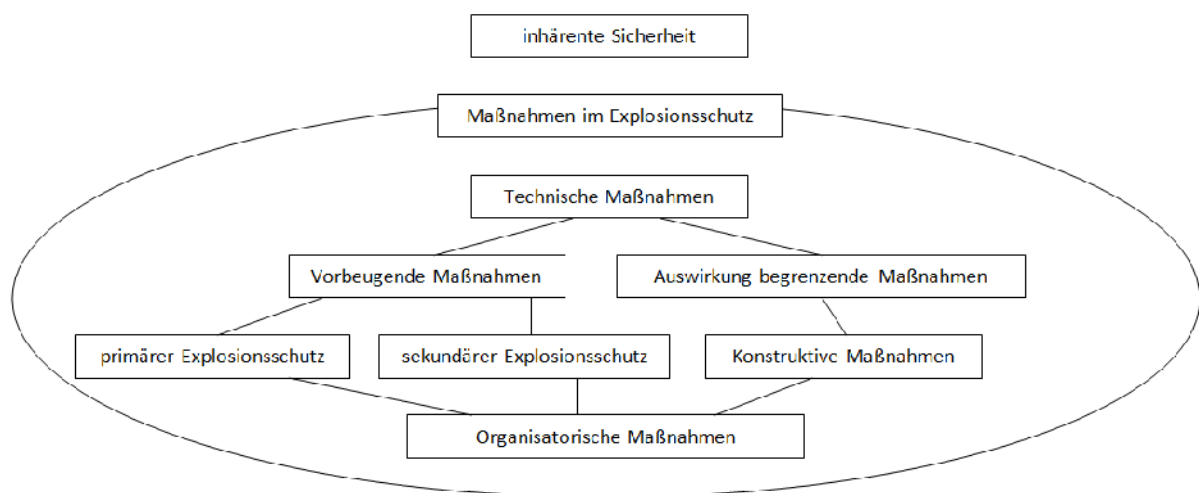 inhärente Sicherheit
Maßnahmen im Explosionsschutz
Technische Maßnahmen
Vorbeugende Maßnahmen
Auswirkung begrenzende Maßnahmen
primärer Explosionsschutz
sekundärer Explosionsschutz
Konstruktive Maßnahmen
Organisatorische Maßnahmen